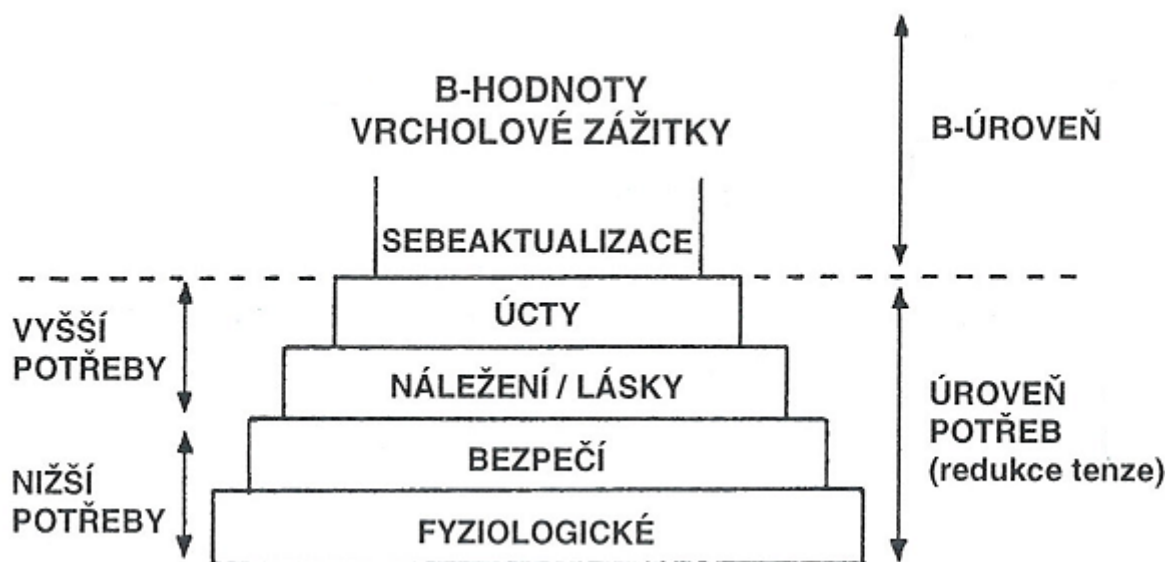 B-HODNOTY
VRCHOLOVÉ ZÁŽITKY
B-ÚROVEŇ
SEBEAKTUALIZACE
ÚCTY
VYŠŠÍ
POTŘEBY
NÁLEŽENÍ / LÁSKY
ÚROVEŇ
POTŘEB
(redukce tenze)
BEZPEČÍ
NIŽŠÍ
POTŘEBY
FYZIOLOGICKÉ